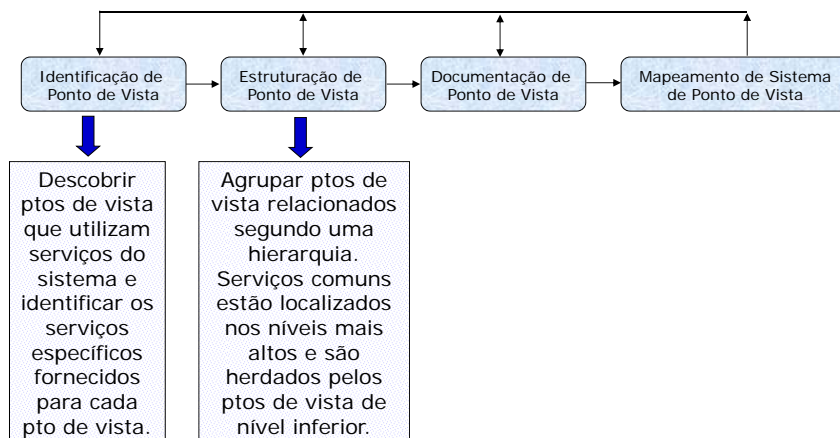 Identificação de
Ponto de Vista
Estruturação de
Ponto de Vista
Documentação de
Ponto de Vista
Mapeamento de Sistema
de Ponto de Vista
Descobrir
ptos de vista
que utilizam
serviços do
sistema e
identificar os
serviços
específicos
fornecidos
para cada
pto de vista.
Agrupar ptos de
vista relacionados
segundo uma
hierarquia.
Serviços comuns
estão localizados
nos níveis mais
altos e são
herdados pelos
ptos de vista de
nível inferior.